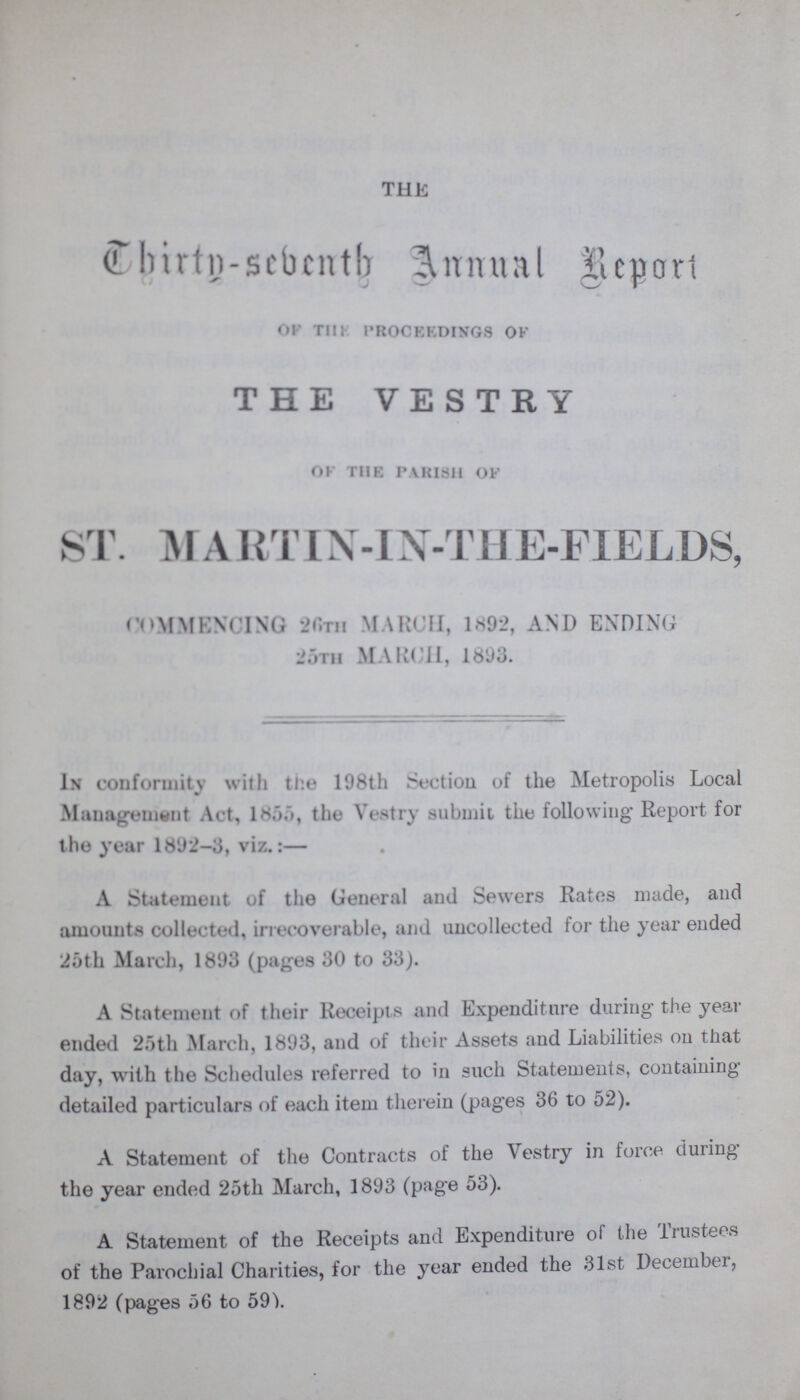 THE
Thirty-seventh Annual Report
OF THE PROCEEDINGS OF
THE VESTRY
OF THE PARISH OF
ST. MARTIN-IN-THE-FIELDS,
COMMENCING 26TH MARCH, 1892, AND ENDING
25TH MARCH, 1893.
In conformity with the 198th Section of the Metropolis Local
Management Act, 1855, the Vestry submit the following Report for
the year 1892-3, viz.:—
A Statement of the General and Sewers Rates made, and
amounts collected, irrecoverable, and uncollected for the year ended
25th March, 1893 (pages 30 to 33).
A Statement of their Receipts and Expenditure during the year
ended 25th March, 1893, and of their Assets and Liabilities on that
day, with the Schedules referred to in such Statements, containing
detailed particulars of each item therein (pages 36 to 52).
A Statement of the Contracts of the Vestry in force during
the year ended 25th March, 1893 (page 53).
A Statement of the Receipts and Expenditure of the Trustees
of the Parochial Charities, for the year ended the 31st December,
1892 (pages 56 to 59).